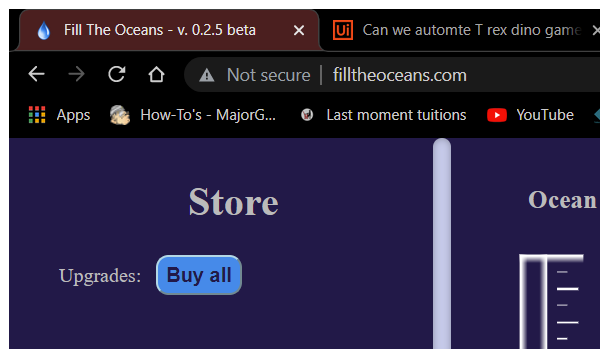 Fill The Oceans - v. 0.2.5 beta
Ui Can we automte T rex dino game
Not secure filltheoceans.com
Apps How-To's - MajorG... Last moment tuitions YouTube
Store
Ocean
Upgrades: Buy all